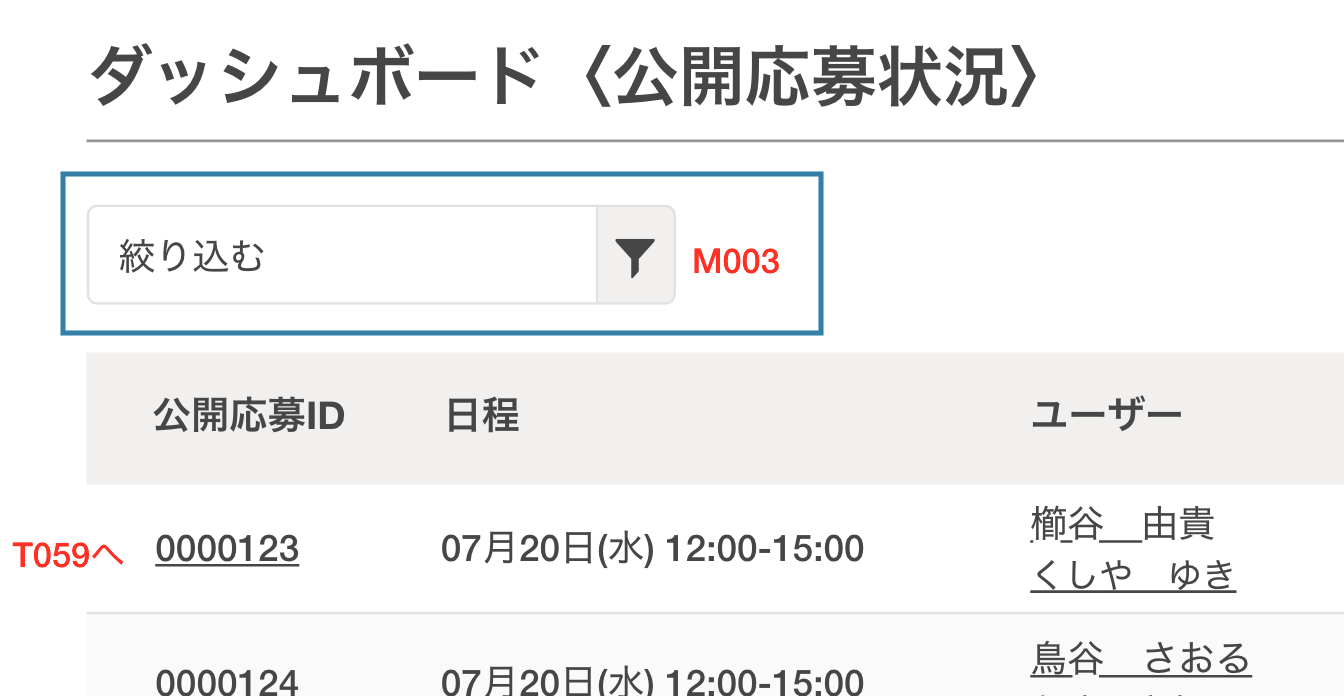 ダッシュボード〈公開応募状況〉
絞り込む
M003
公開応募ID 日程 ユーザー
T059へ 0000123 07月20日(水) 12:00-15:00 櫛谷　由貴
くしや　ゆき
0000124 07月20日(水) 12:00-15:00 鳥谷　さおる